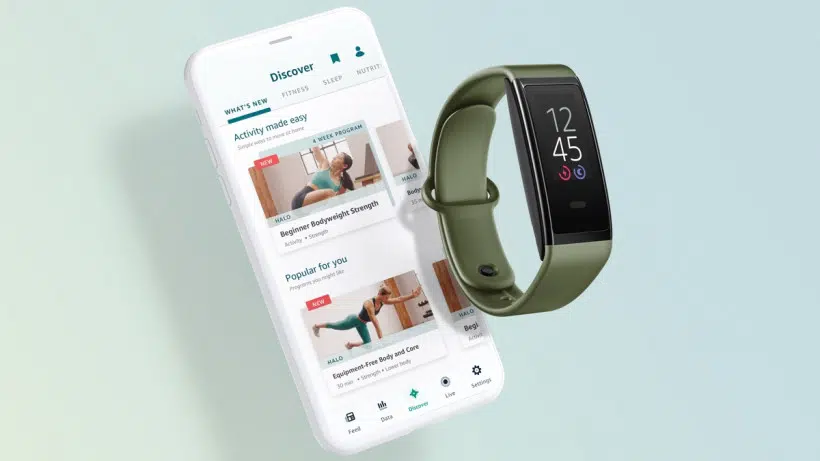 Discover
WHAT'S NEW
FITNESS
SLEEP
NUTRIT
Activity made easy
Simple ways to move at home
4 WEEK PROGRAM
NEW
HALO
Beginner Bodyweight Strength
Activity • Strength
HALO
Body
Popular for you
Programs you might like
NEW
HALO
Equipment-Free Body and Core
30 min • Strength • Lower body
HALO
Begi
Activit
Feed
Data
Discover
Live
Settings
12
45